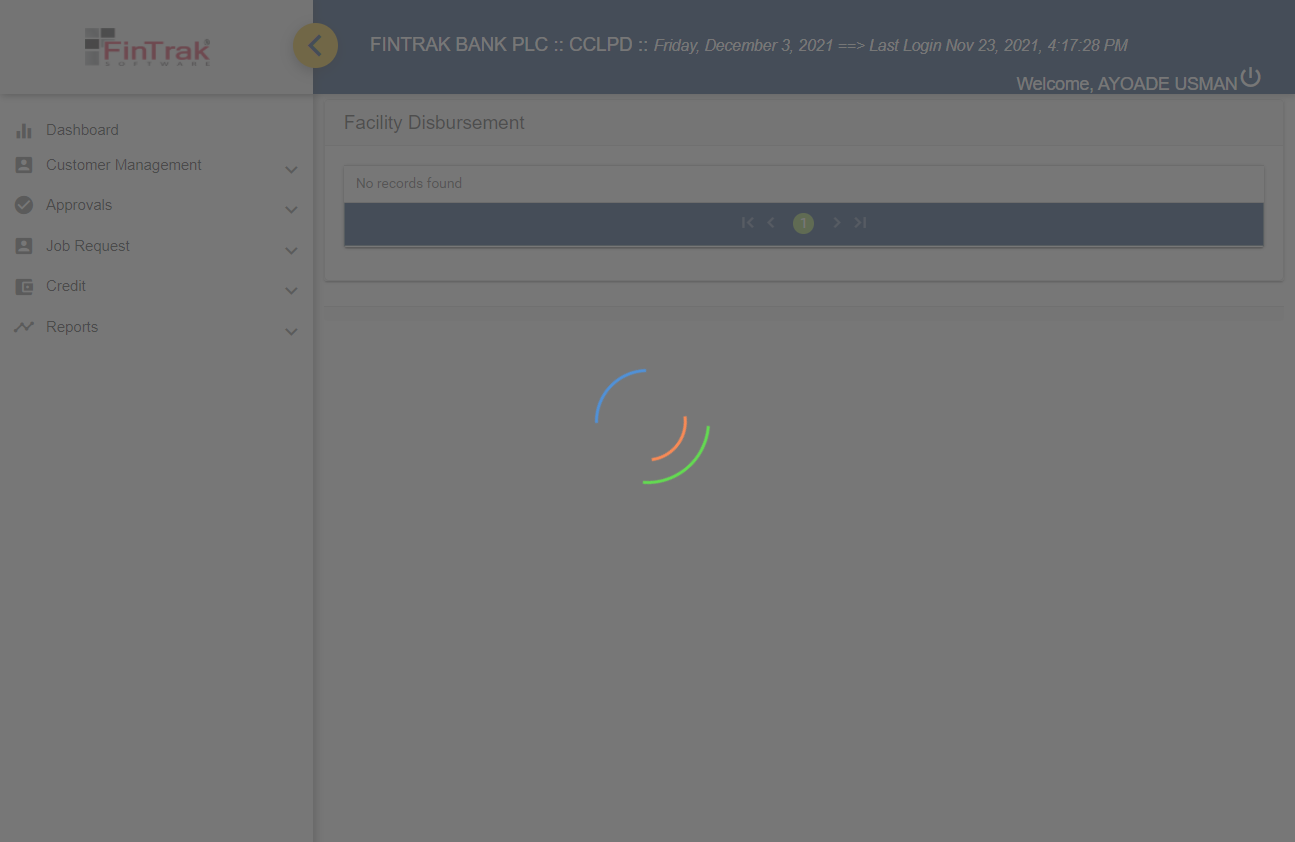 FinTrak
SOFTWARE
FINTRAK BANK PLC :: CCLPD :: Friday, December 3, 2021 ==> Last Login Nov 23, 2021, 4:17:28 PM
Welcome, AYOADE USMAN
Dashboard
Customer Management
Approvals
Job Request
Credit
Reports
Facility Disbursement
No records found
1